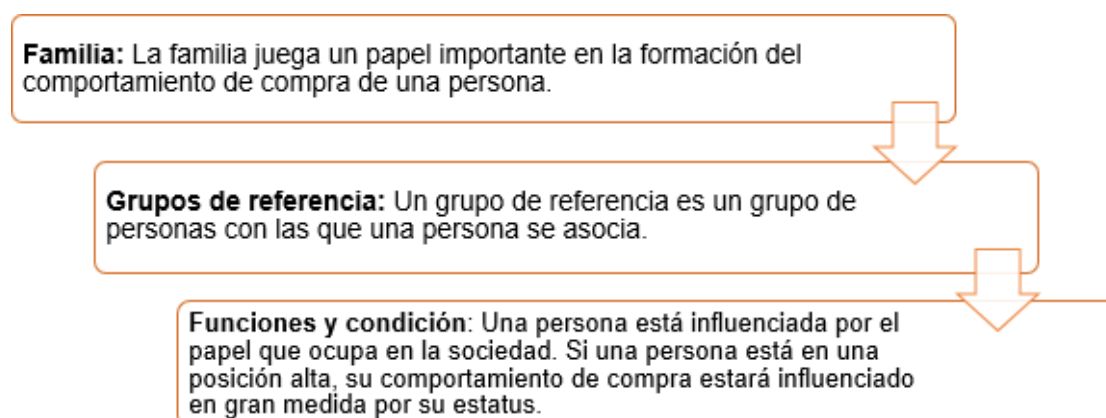 Familia: La familia juega un papel importante en la formación del
comportamiento de compra de una persona.
Grupos de referencia: Un grupo de referencia es un grupo de
personas con las que una persona se asocia.
Funciones y condición: Una persona está influenciada por el
papel que ocupa en la sociedad. Si una persona está en una
posición alta, su comportamiento de compra estará influenciado
en gran medida por su estatus.